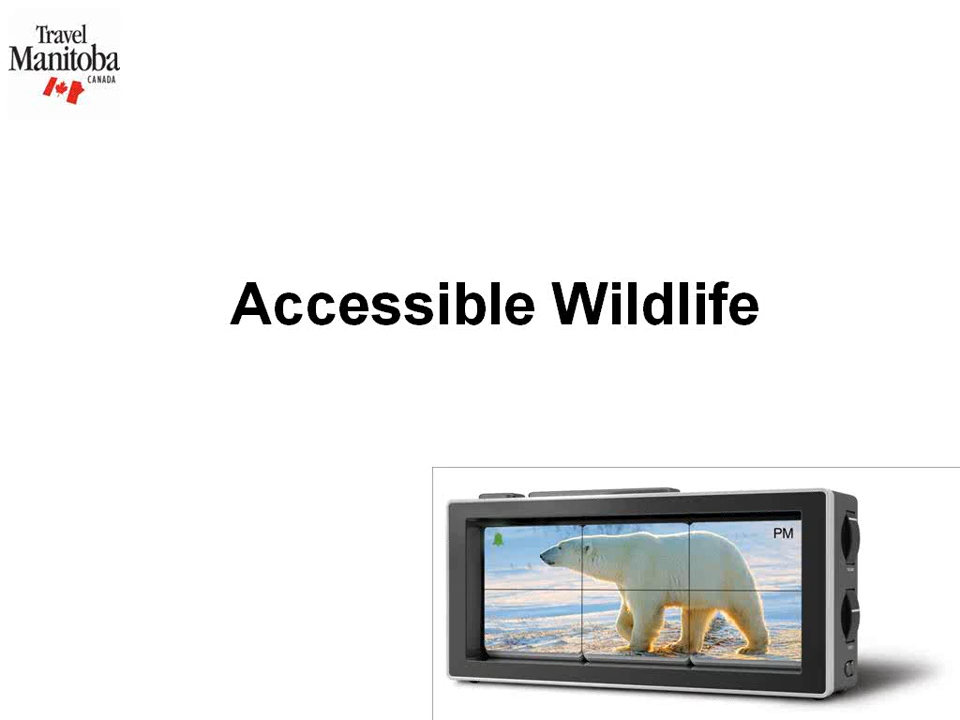 Travel
Manitoba
CANADA
Accessible Wildlife
PM